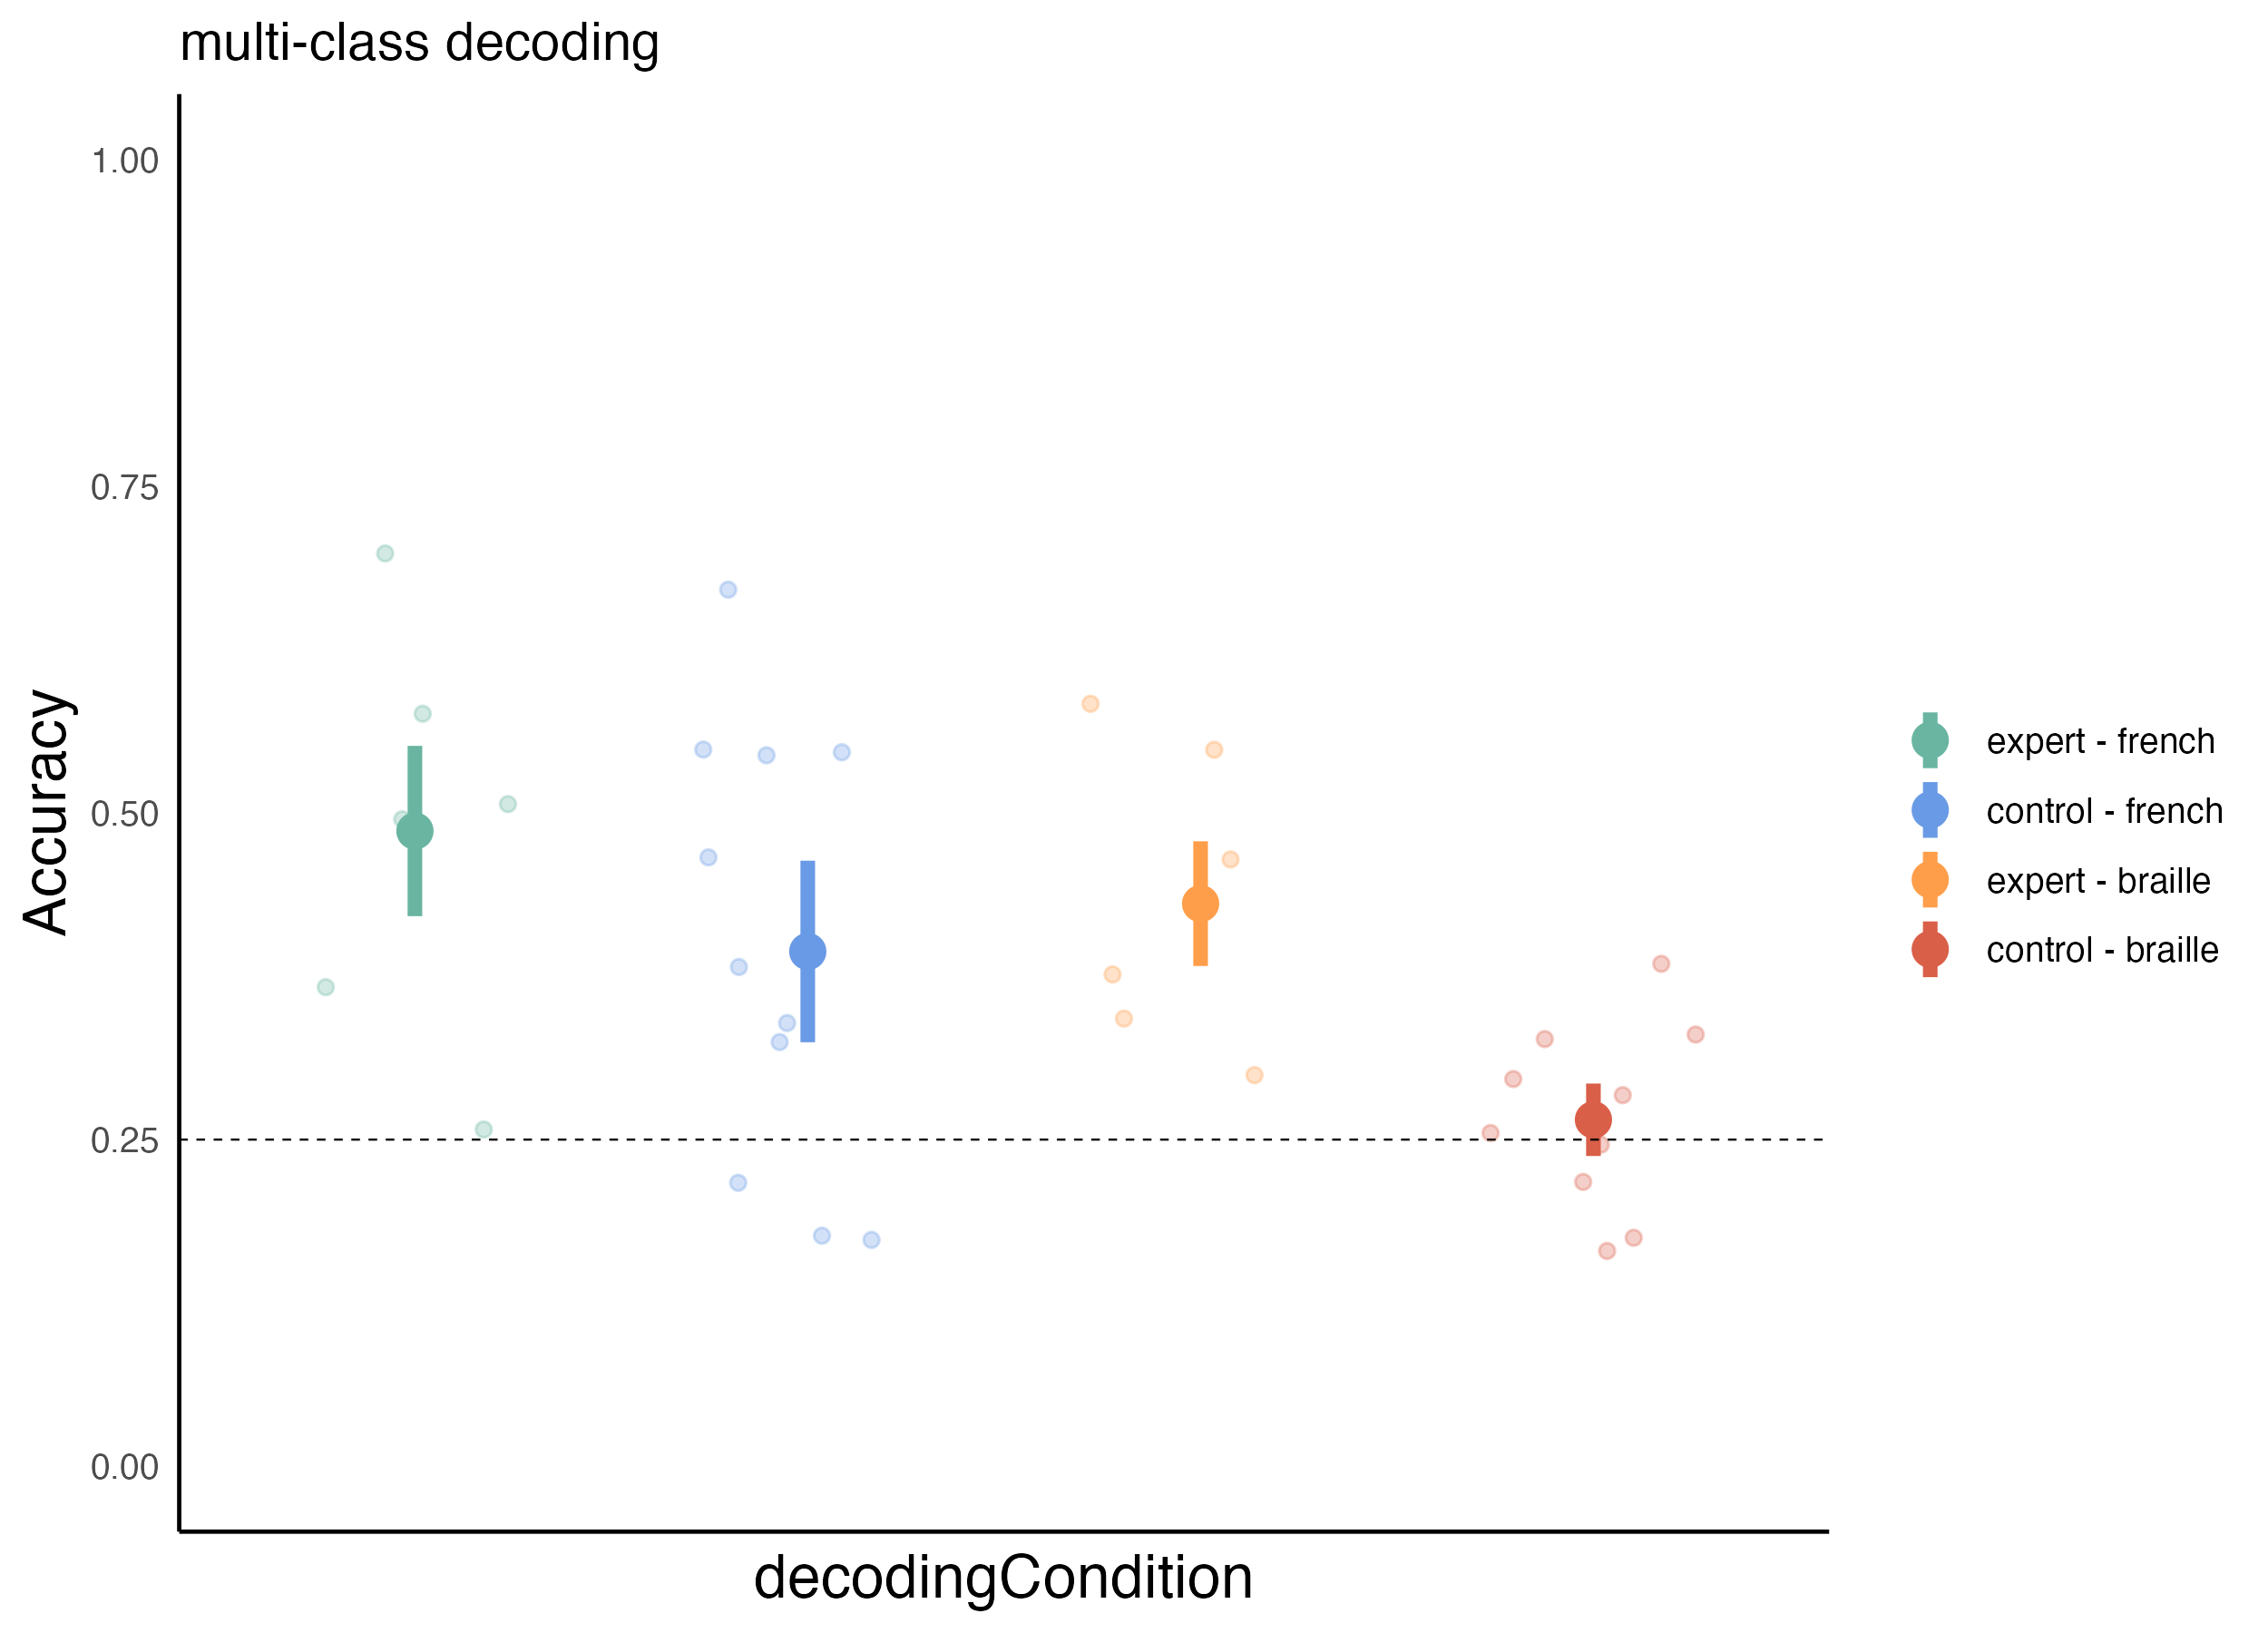 multi-class decoding
1.00
0.75
0.50
0.25
0.00
Accuracy
decodingCondition
expert - french
control - french
expert - braille
control - braille